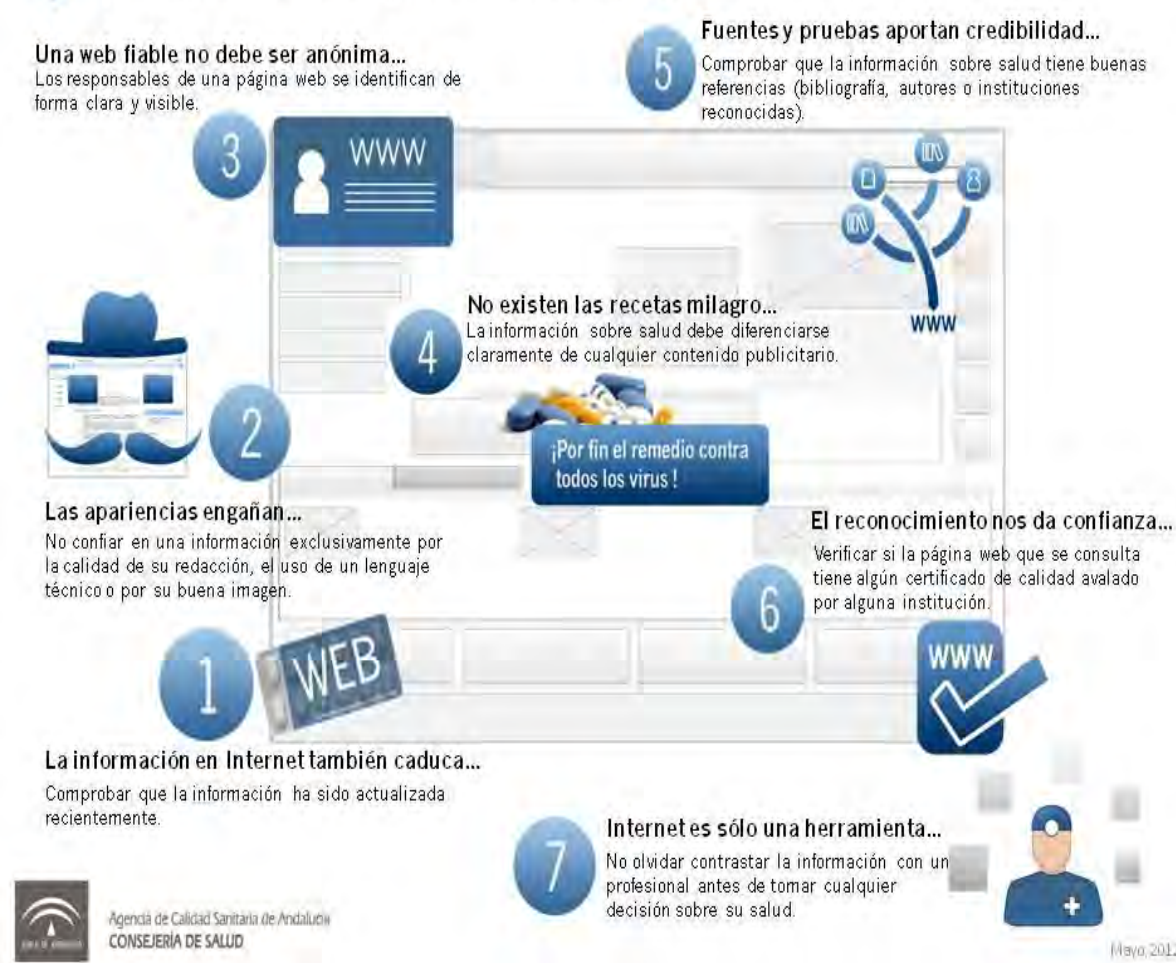 Una web fiable no debe ser anónima...
Los responsables de una página web se identifican de
forma clara y visible.
3
WWW
5
Fuentes y pruebas aportan credibilidad...
Comprobar que la información sobre salud tiene buenas
referencias (bibliografía, autores o instituciones
reconocidas).
WWW
4
No existen las recetas milagro...
La información sobre salud debe diferenciarse
claramente de cualquier contenido publicitario.
¡Por fin el remedio contra
todos los virus !
2
Las apariencias engañan...
No confiar en una información exclusivamente por
la calidad de su redacción, el uso de un lenguaje
técnico o por su buena imagen.
6
El reconocimiento nos da confianza...
Verificar si la página web que se consulta
tiene algún certificado de calidad avalado
por alguna institución.
WWW
1
WEB
La información en Internet también caduca...
Comprobar que la información ha sido actualizada
recientemente.
7
Internet es sólo una herramienta...
No olvidar contrastar la información con un
profesional antes de tomar cualquier
decisión sobre su salud.
Agencia de Calidad Sanitaria de Andalucía
CONSEJERÍA DE SALUD
Mayo, 2012